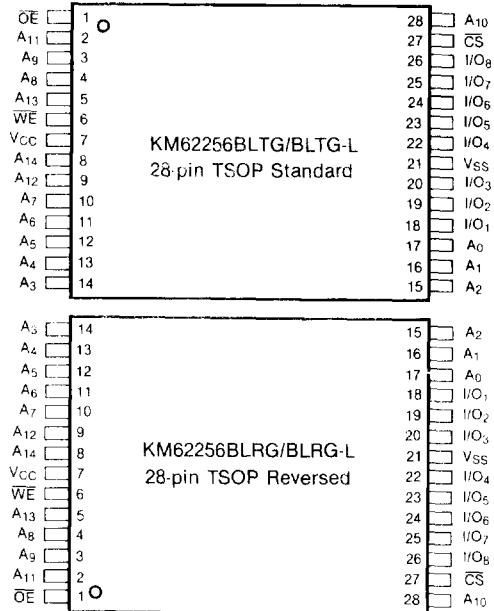 OE 1 28 A10
A11 2 27 CS
A9 3 26 I/O8
A8 4 25 I/O7
A13 5 24 I/O6
WE 6 23 I/O5
VCC 7 22 I/O4
A14 8 21 VSS
A12 9 20 I/O3
A7 10 19 I/O2
A6 11 18 I/O1
A5 12 17 A0
A4 13 16 A1
A3 14 15 A2
KM62256BLTG/BLTG-L
28-pin TSOP Standard
A3 14 15 A2
A4 13 16 A1
A5 12 17 A0
A6 11 18 I/O1
A7 10 19 I/O2
A12 9 20 I/O3
A14 8 21 VSS
VCC 7 22 I/O4
WE 6 23 I/O5
A13 5 24 I/O6
A8 4 25 I/O7
A9 3 26 I/O8
A11 2 27 CS
OE 1 28 A10
KM62256BLRG/BLRG-L
28-pin TSOP Reversed